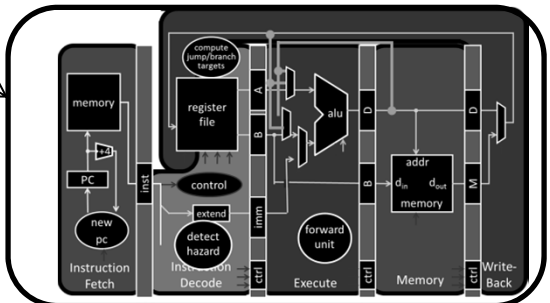 compute
jump/branch
targets
memory
register
file
A
B
alu
D
D
+4
addr
PC
inst
control
B
d_in d_out
M
memory
new
pc
extend
imm
detect
hazard
forward
unit
Instruction
Fetch
Instruction
Decode
ctrl
Execute
ctrl
Memory
ctrl
Write-
Back